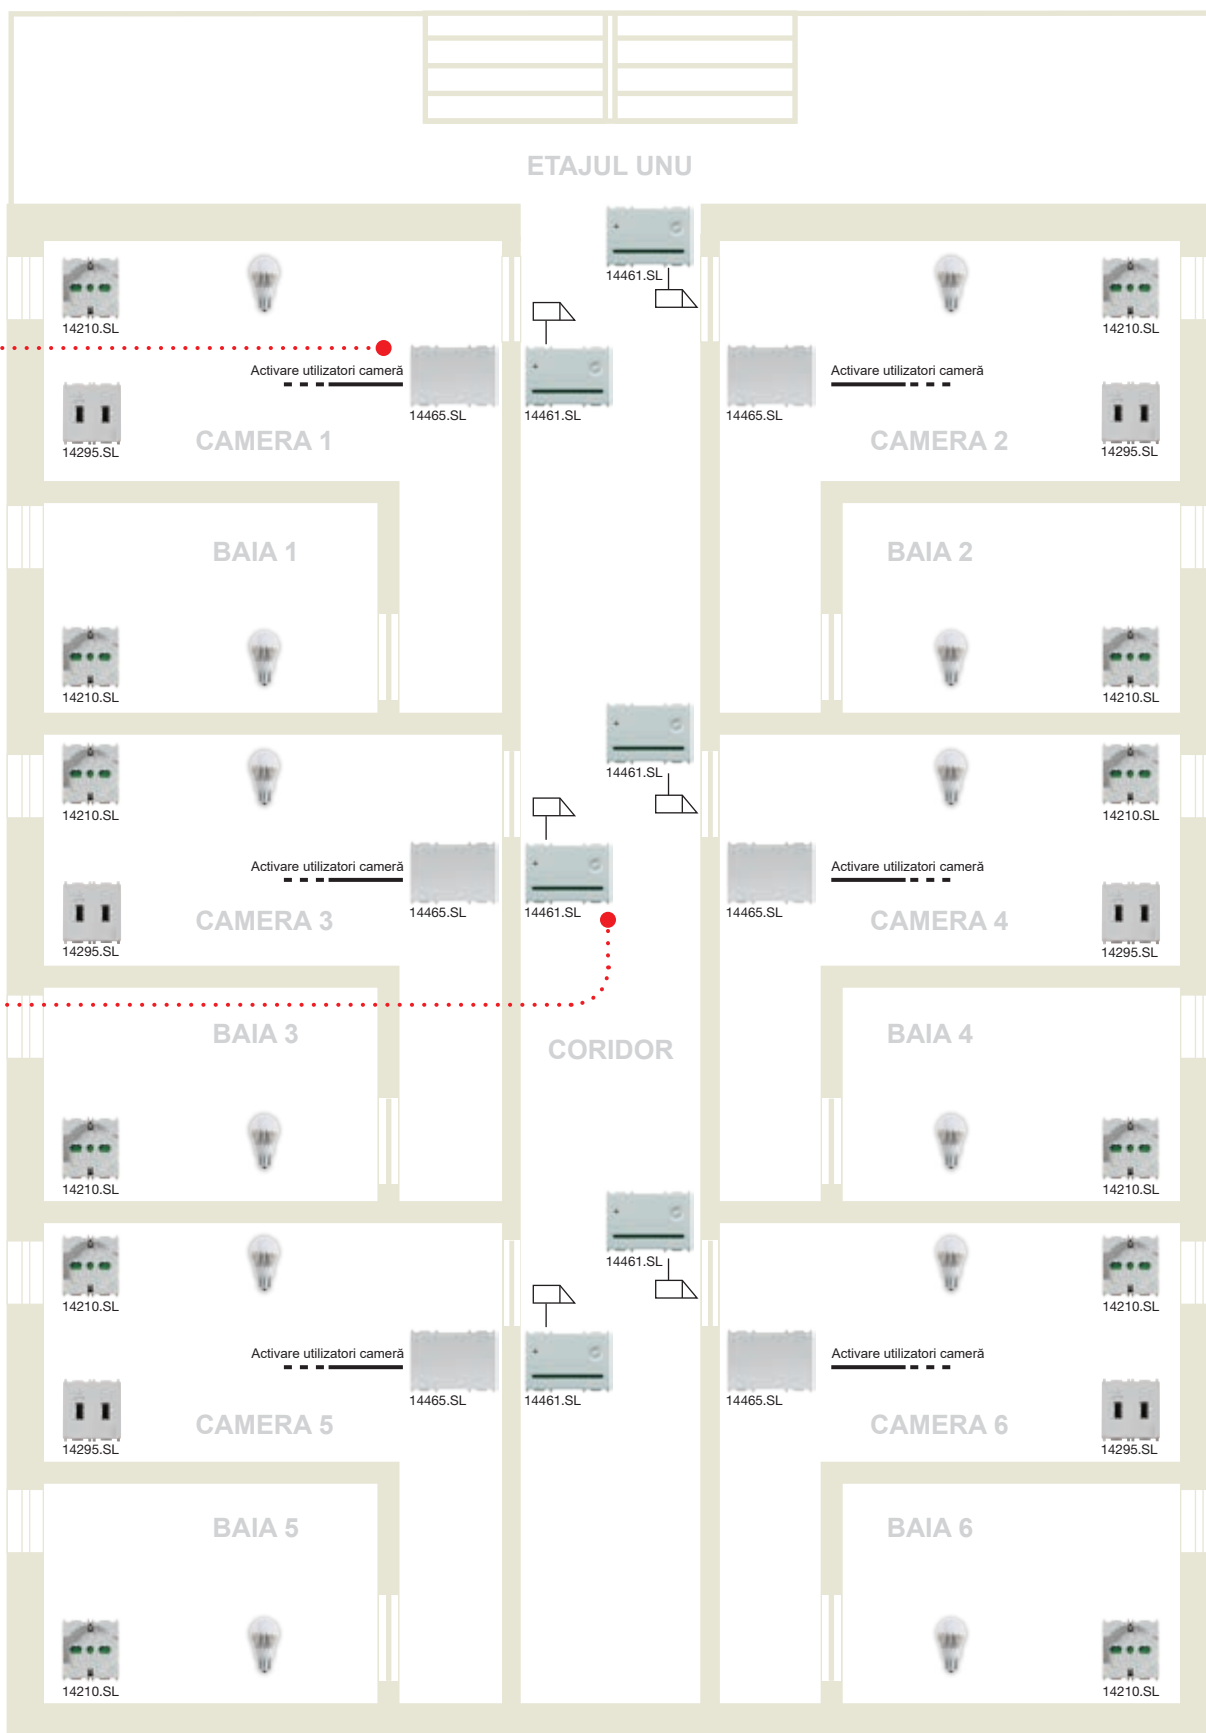 ETAJUL UNU
14461.SL
14210.SL
14210.SL
Activare utilizatori cameră
Activare utilizatori cameră
14465.SL
14461.SL
14465.SL
CAMERA 1
CAMERA 2
14295.SL
14295.SL
BAIA 1
BAIA 2
14210.SL
14210.SL
14461.SL
14210.SL
14210.SL
Activare utilizatori cameră
Activare utilizatori cameră
14465.SL
14461.SL
14465.SL
CAMERA 3
CAMERA 4
14295.SL
14295.SL
BAIA 3
BAIA 4
CORIDOR
14210.SL
14210.SL
14461.SL
14210.SL
14210.SL
Activare utilizatori cameră
Activare utilizatori cameră
14465.SL
14461.SL
14465.SL
CAMERA 5
CAMERA 6
14295.SL
14295.SL
BAIA 5
BAIA 6
14210.SL
14210.SL